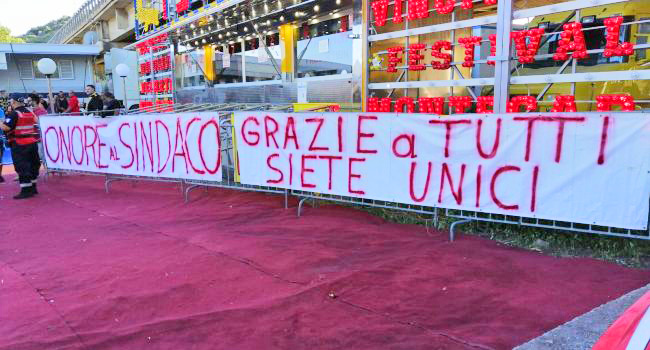 FESTIVAL
ONORE AL SINDACO
GRAZIE a TUTTI
SIETE UNICI